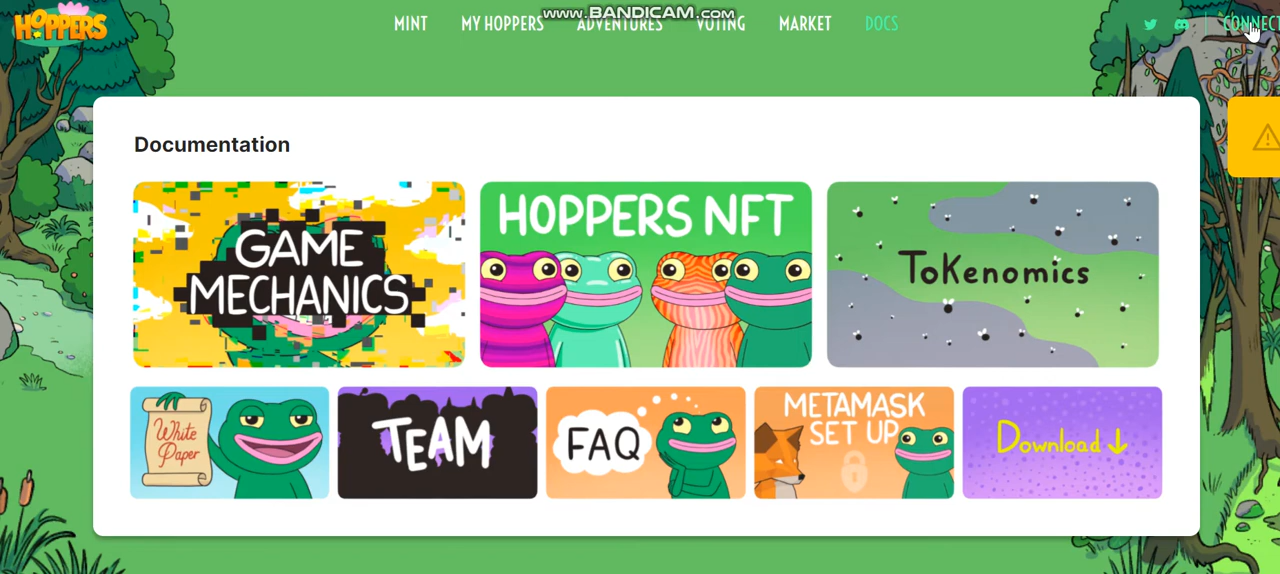 HOPPERS
MINT
MY HOPPERS
ADVENTURES
VOTING
MARKET
DOCS
www.BANDICAM.com
CONNECT
Documentation
GAME
MECHANICS
HOPPERS NFT
ToKenomics
White
Paper
TEAM
FAQ
METAMASK
SET UP
Download